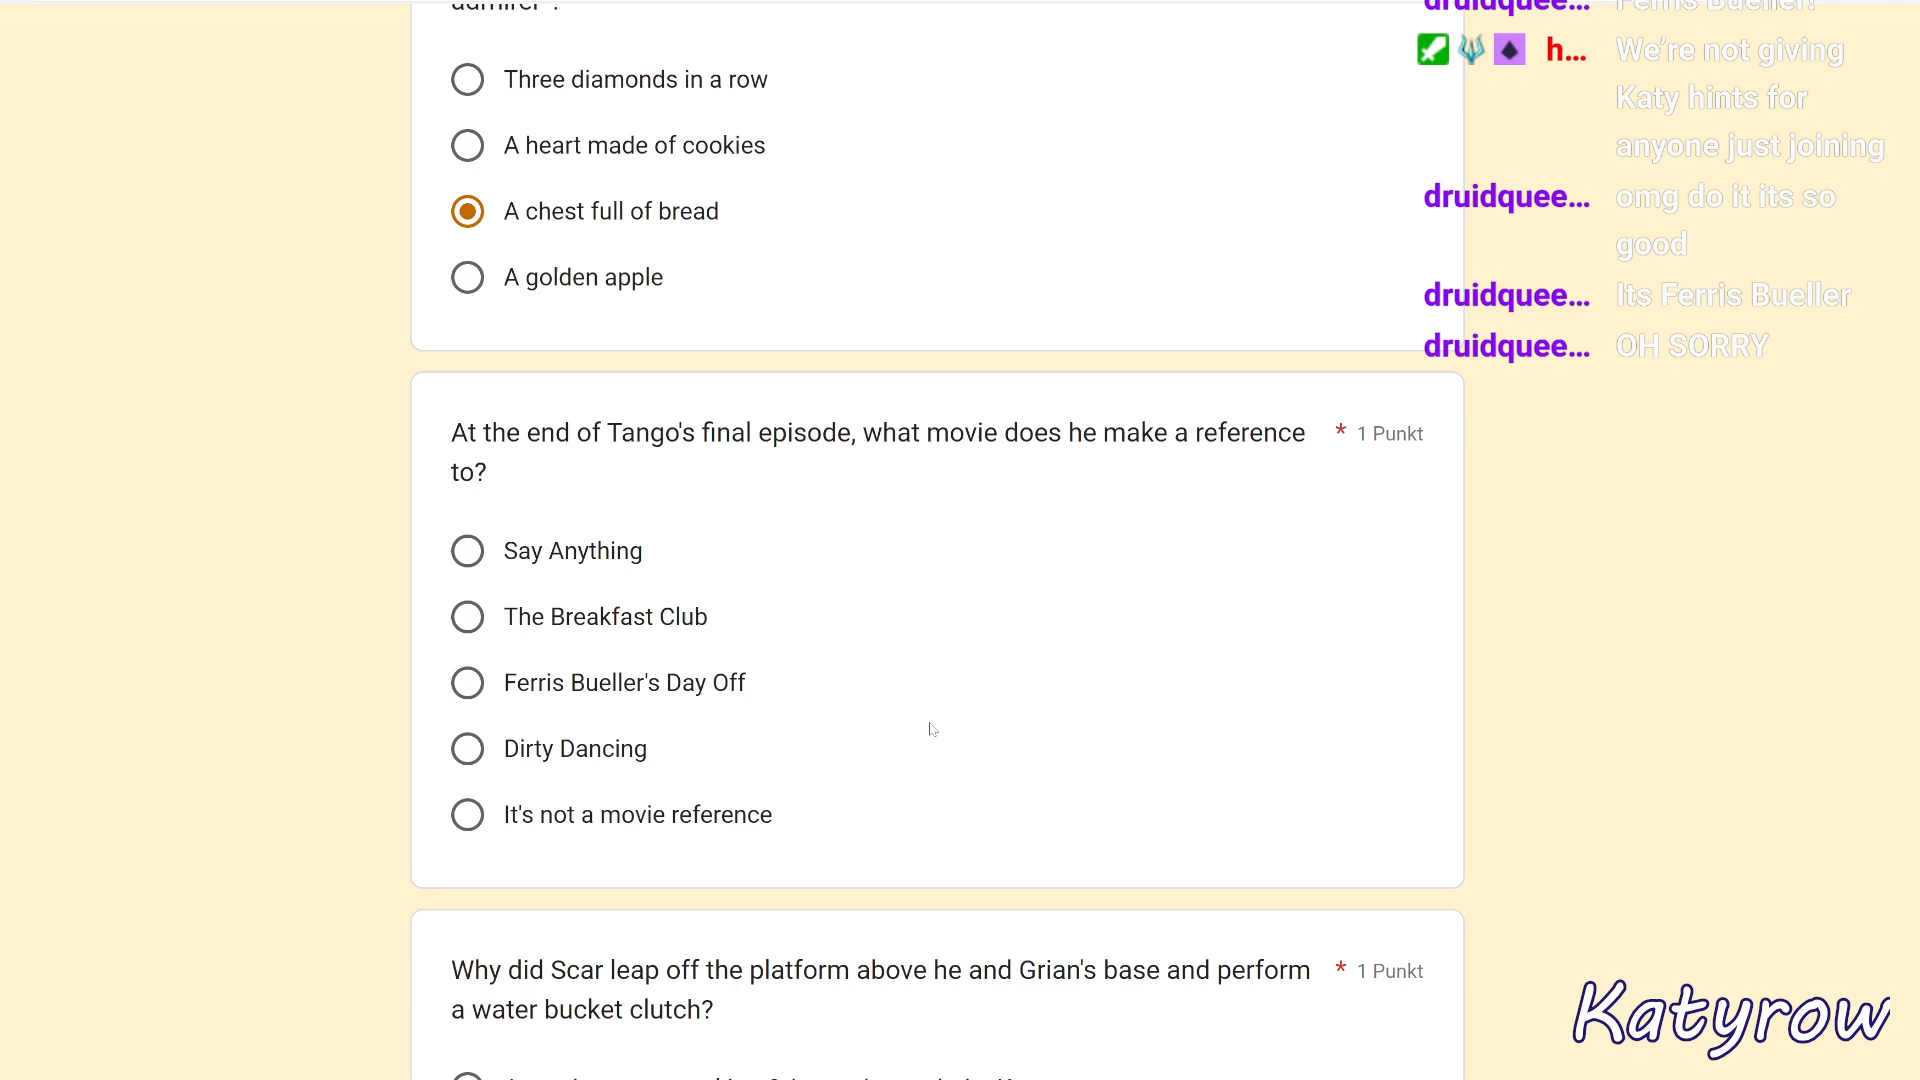 Three diamonds in a row
A heart made of cookies
A chest full of bread
A golden apple
At the end of Tango's final episode, what movie does he make a reference
to?
* 1 Punkt
Say Anything
The Breakfast Club
Ferris Bueller's Day Off
Dirty Dancing
It's not a movie reference
Why did Scar leap off the platform above he and Grian's base and perform
a water bucket clutch?
* 1 Punkt
druidquee... Ferris Bueller!
h... We're not giving
Katy hints for
anyone just joining
druidquee... omg do it its so
good
druidquee... Its Ferris Bueller
druidquee... OH SORRY
Katyrow